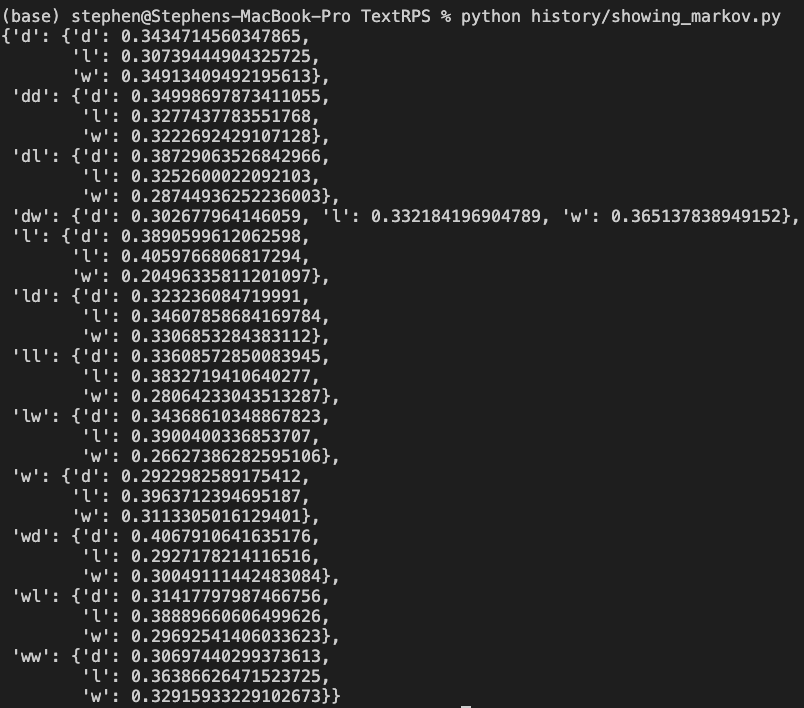 (base) stephen@Stephens-MacBook-Pro TextRPS % python history/showing_markov.py
{'d': {'d': 0.3434714560347865,
       'l': 0.30739444904325725,
       'w': 0.34913409492195613},
 'dd': {'d': 0.34998697873411055,
        'l': 0.3277437783551768,
        'w': 0.3222692429107128},
 'dl': {'d': 0.38729063526842966,
        'l': 0.3252600022092103,
        'w': 0.28744936252236003},
 'dw': {'d': 0.302677964146059, 'l': 0.332184196904789, 'w': 0.365137838949152},
 'l': {'d': 0.3890599612062598,
       'l': 0.4059766806817294,
       'w': 0.20496335811201097},
 'ld': {'d': 0.323236084719991,
        'l': 0.34607858684169784,
        'w': 0.3306853284383112},
 'll': {'d': 0.33608572850083945,
        'l': 0.3832719410640277,
        'w': 0.28064233043513287},
 'lw': {'d': 0.34368610348867823,
        'l': 0.3900400336853707,
        'w': 0.26627386282595106},
 'w': {'d': 0.2922982589175412,
       'l': 0.3963712394695187,
       'w': 0.3113305016129401},
 'wd': {'d': 0.4067910641635176,
        'l': 0.2927178214116516,
        'w': 0.30049111442483084},
 'wl': {'d': 0.31417797987466756,
        'l': 0.38889660606499626,
        'w': 0.29692541406033623},
 'ww': {'d': 0.30697440299373613,
        'l': 0.36386626471523725,
        'w': 0.32915933229102673}}